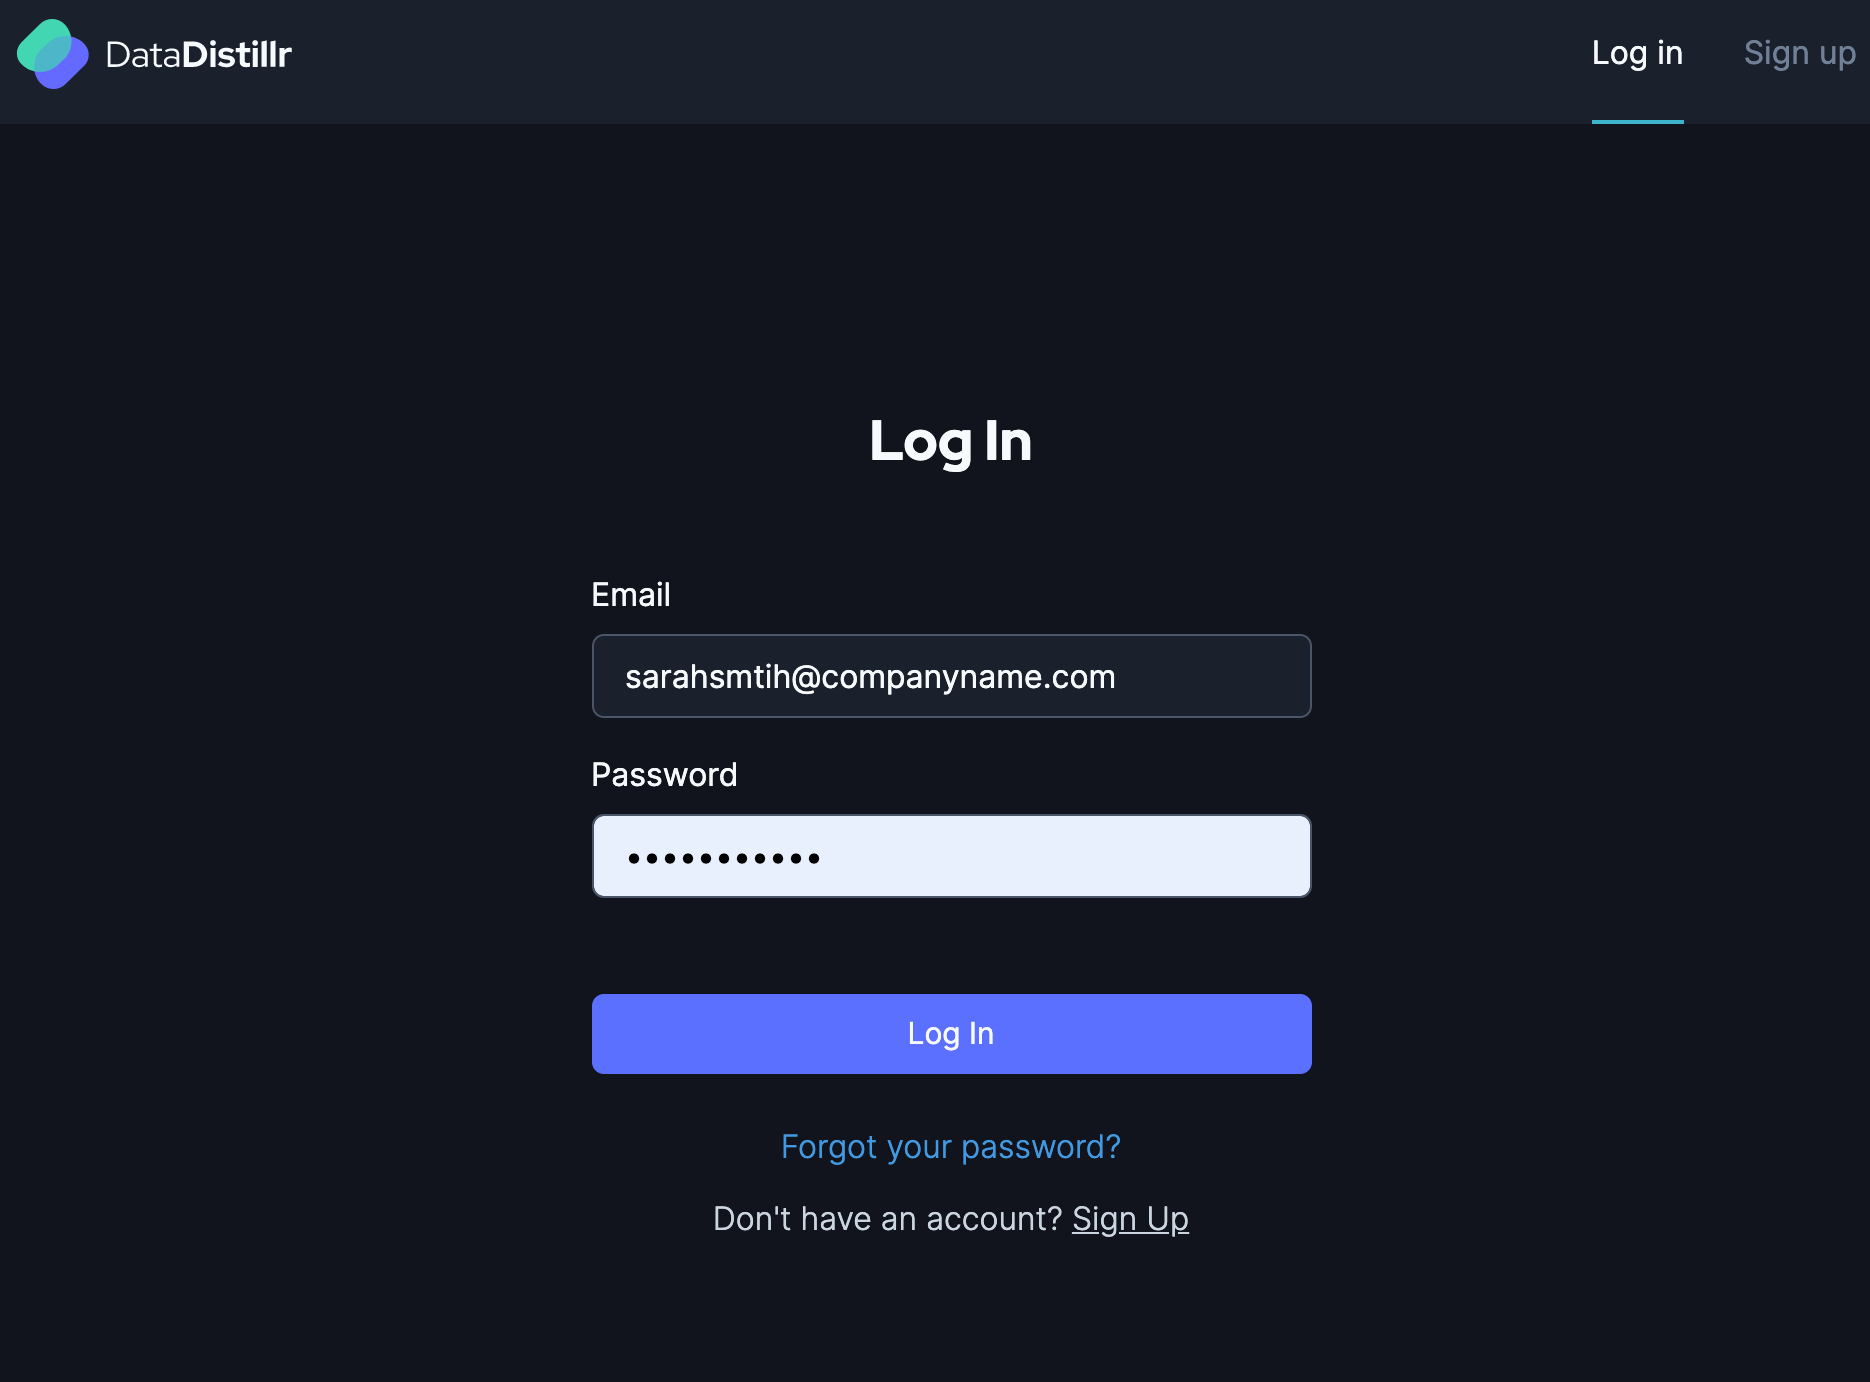 DataDistillr
Log in
Sign up
Log In
Email
sarahsmtih@companyname.com
Password
•••••••••••
Log In
Forgot your password?
Don't have an account? Sign Up